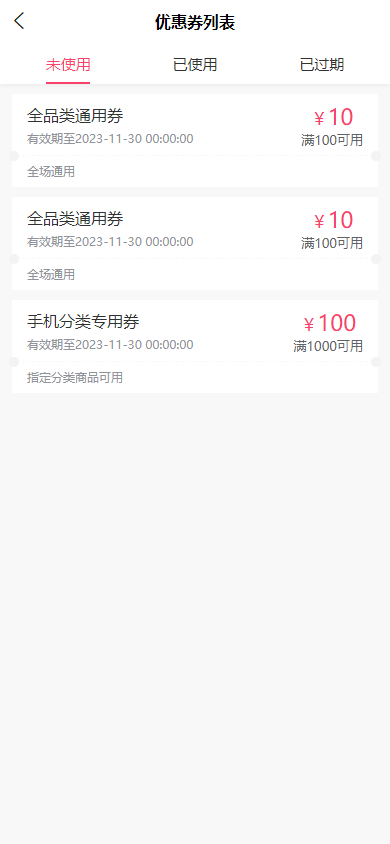 优惠券列表
未使用 已使用 已过期
全品类通用券 ￥10
有效期至2023-11-30 00:00:00 满100可用
全场通用
全品类通用券 ￥10
有效期至2023-11-30 00:00:00 满100可用
全场通用
手机分类专用券 ￥100
有效期至2023-11-30 00:00:00 满1000可用
指定分类商品可用